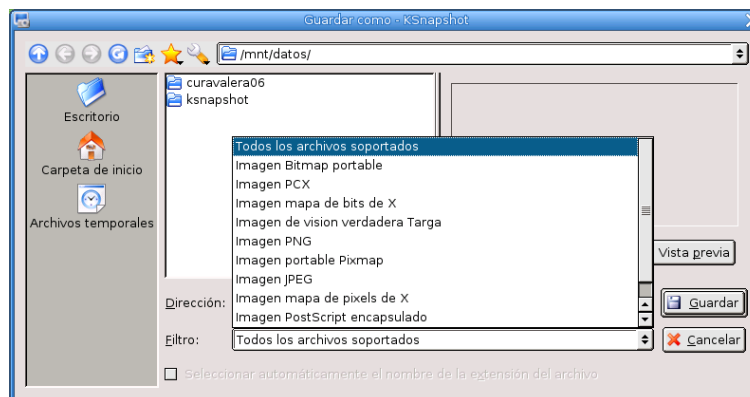 Guardar como - KSnapshot
/mnt/datos/
Escritorio
Carpeta de inicio
Archivos temporales
curavalera06
ksnapshot
Todos los archivos soportados
Imagen Bitmap portable
Imagen PCX
Imagen mapa de bits de X
Imagen de vision verdadera Targa
Imagen PNG
Imagen portable Pixmap
Imagen JPEG
Imagen mapa de pixels de X
Imagen PostScript encapsulado
Vista previa
Dirección:
Guardar
Filtro:
Todos los archivos soportados
Cancelar
Seleccionar automáticamente el nombre de la extensión del archivo